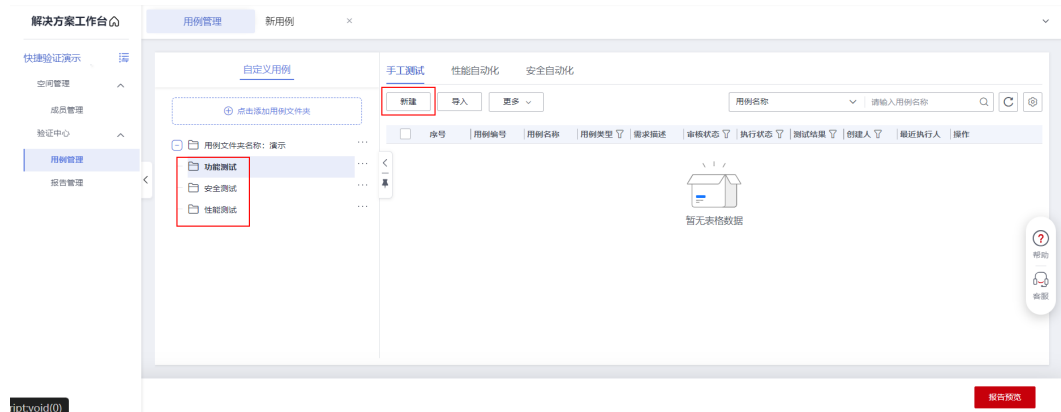 解决方案工作台
用例管理
新用例
快捷验证演示
空间管理
成员管理
验证中心
用例管理
报告管理
自定义用例
点击添加用例文件夹
用例文件夹名称：演示
功能测试
安全测试
性能测试
手工测试 性能自动化 安全自动化
新建 导入 更多 用例名称 请输入用例名称
序号 用例编号 用例名称 用例类型 需求描述 审核状态 执行状态 测试结果 创建人 最近执行人 操作
暂无表格数据
帮助
客服
报告预览
ript:void(0)